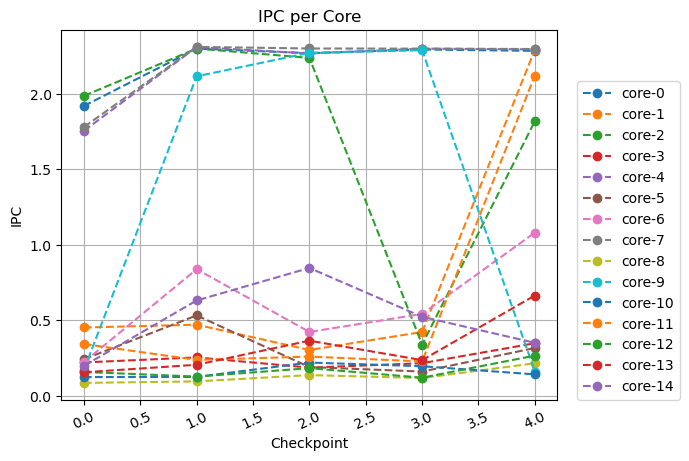 IPC per Core
IPC
2.0
1.5
1.0
0.5
0.0
0.0
0.5
1.0
1.5
2.0
2.5
3.0
3.5
4.0
Checkpoint
core-0
core-1
core-2
core-3
core-4
core-5
core-6
core-7
core-8
core-9
core-10
core-11
core-12
core-13
core-14